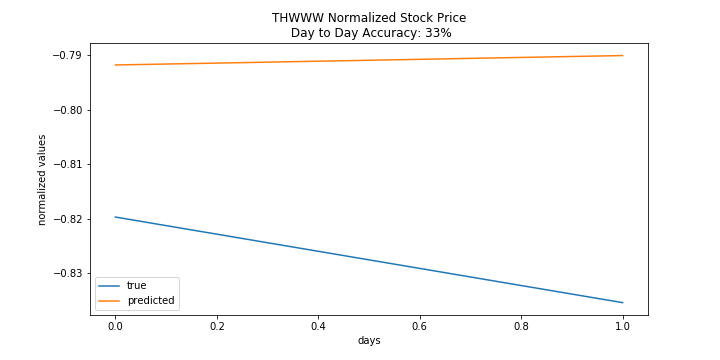 THWWW Normalized Stock Price
Day to Day Accuracy: 33%
normalized values
−0.79
−0.80
−0.81
−0.82
−0.83
true
predicted
0.0 0.2 0.4 0.6 0.8 1.0
days